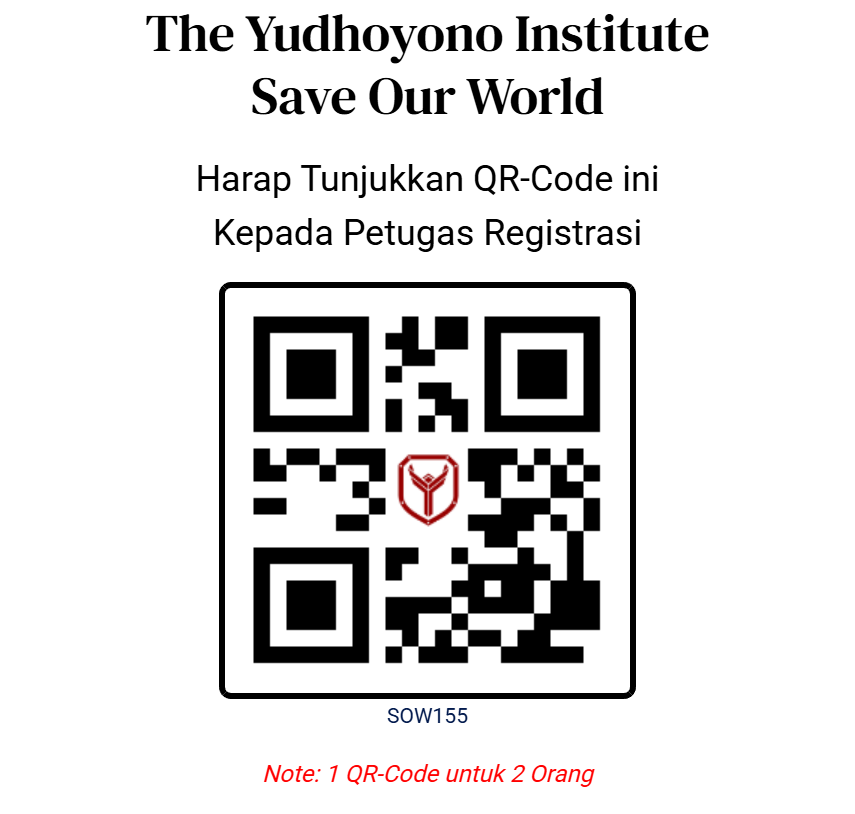 The Yudhoyono Institute
Save Our World
Harap Tunjukkan QR-Code ini
Kepada Petugas Registrasi
SOW155
Note: 1 QR-Code untuk 2 Orang